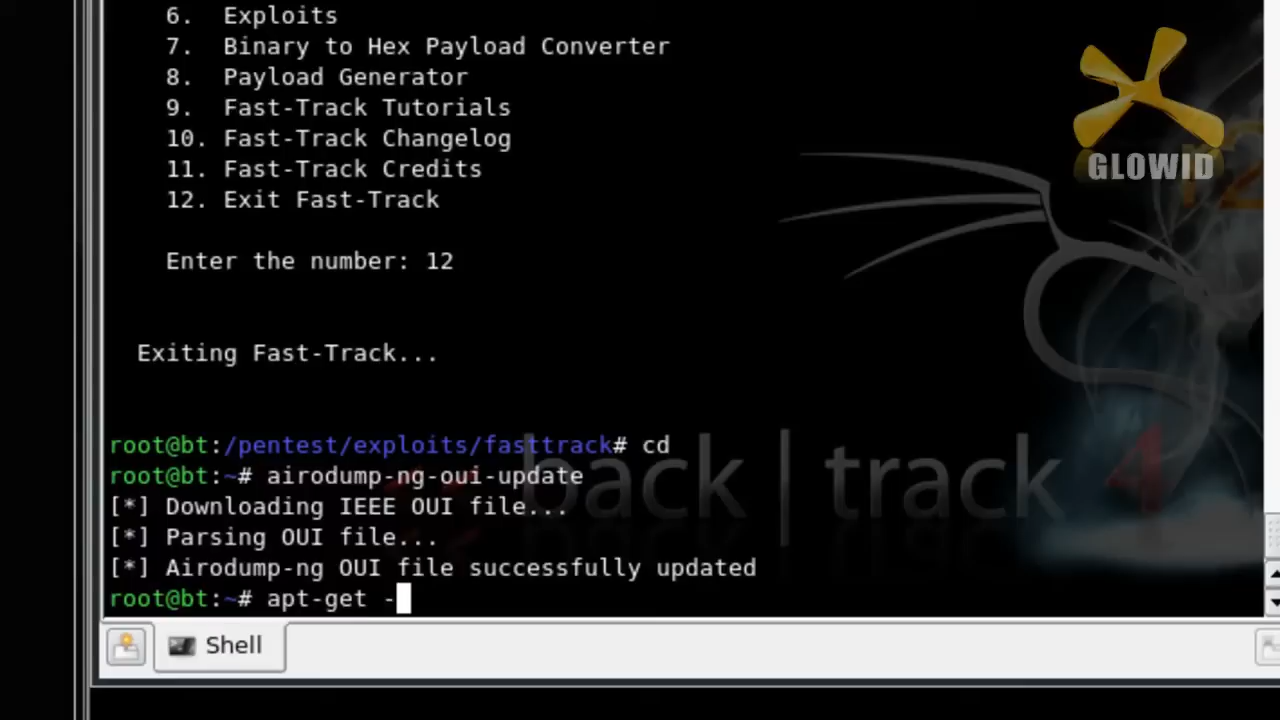 6.  Exploits
7.  Binary to Hex Payload Converter
8.  Payload Generator
9.  Fast-Track Tutorials
10. Fast-Track Changelog
11. Fast-Track Credits
12. Exit Fast-Track
Enter the number: 12
Exiting Fast-Track...
root@bt:/pentest/exploits/fasttrack# cd
root@bt:~# airodump-ng-oui-update
[*] Downloading IEEE OUI file...
[*] Parsing OUI file...
[*] Airodump-ng OUI file successfully updated
root@bt:~# apt-get -
Shell
GLOWID
back | track 4